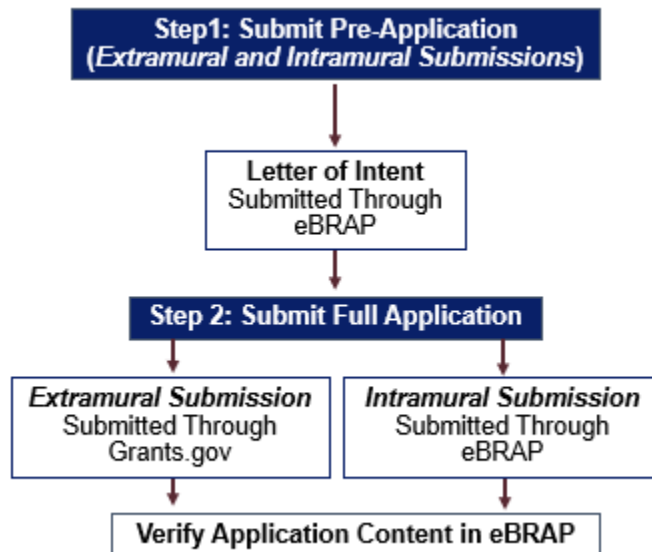 Step1: Submit Pre-Application
(Extramural and Intramural Submissions)
Letter of Intent
Submitted Through
eBRAP
Step 2: Submit Full Application
Extramural Submission
Submitted Through
Grants.gov
Intramural Submission
Submitted Through
eBRAP
Verify Application Content in eBRAP